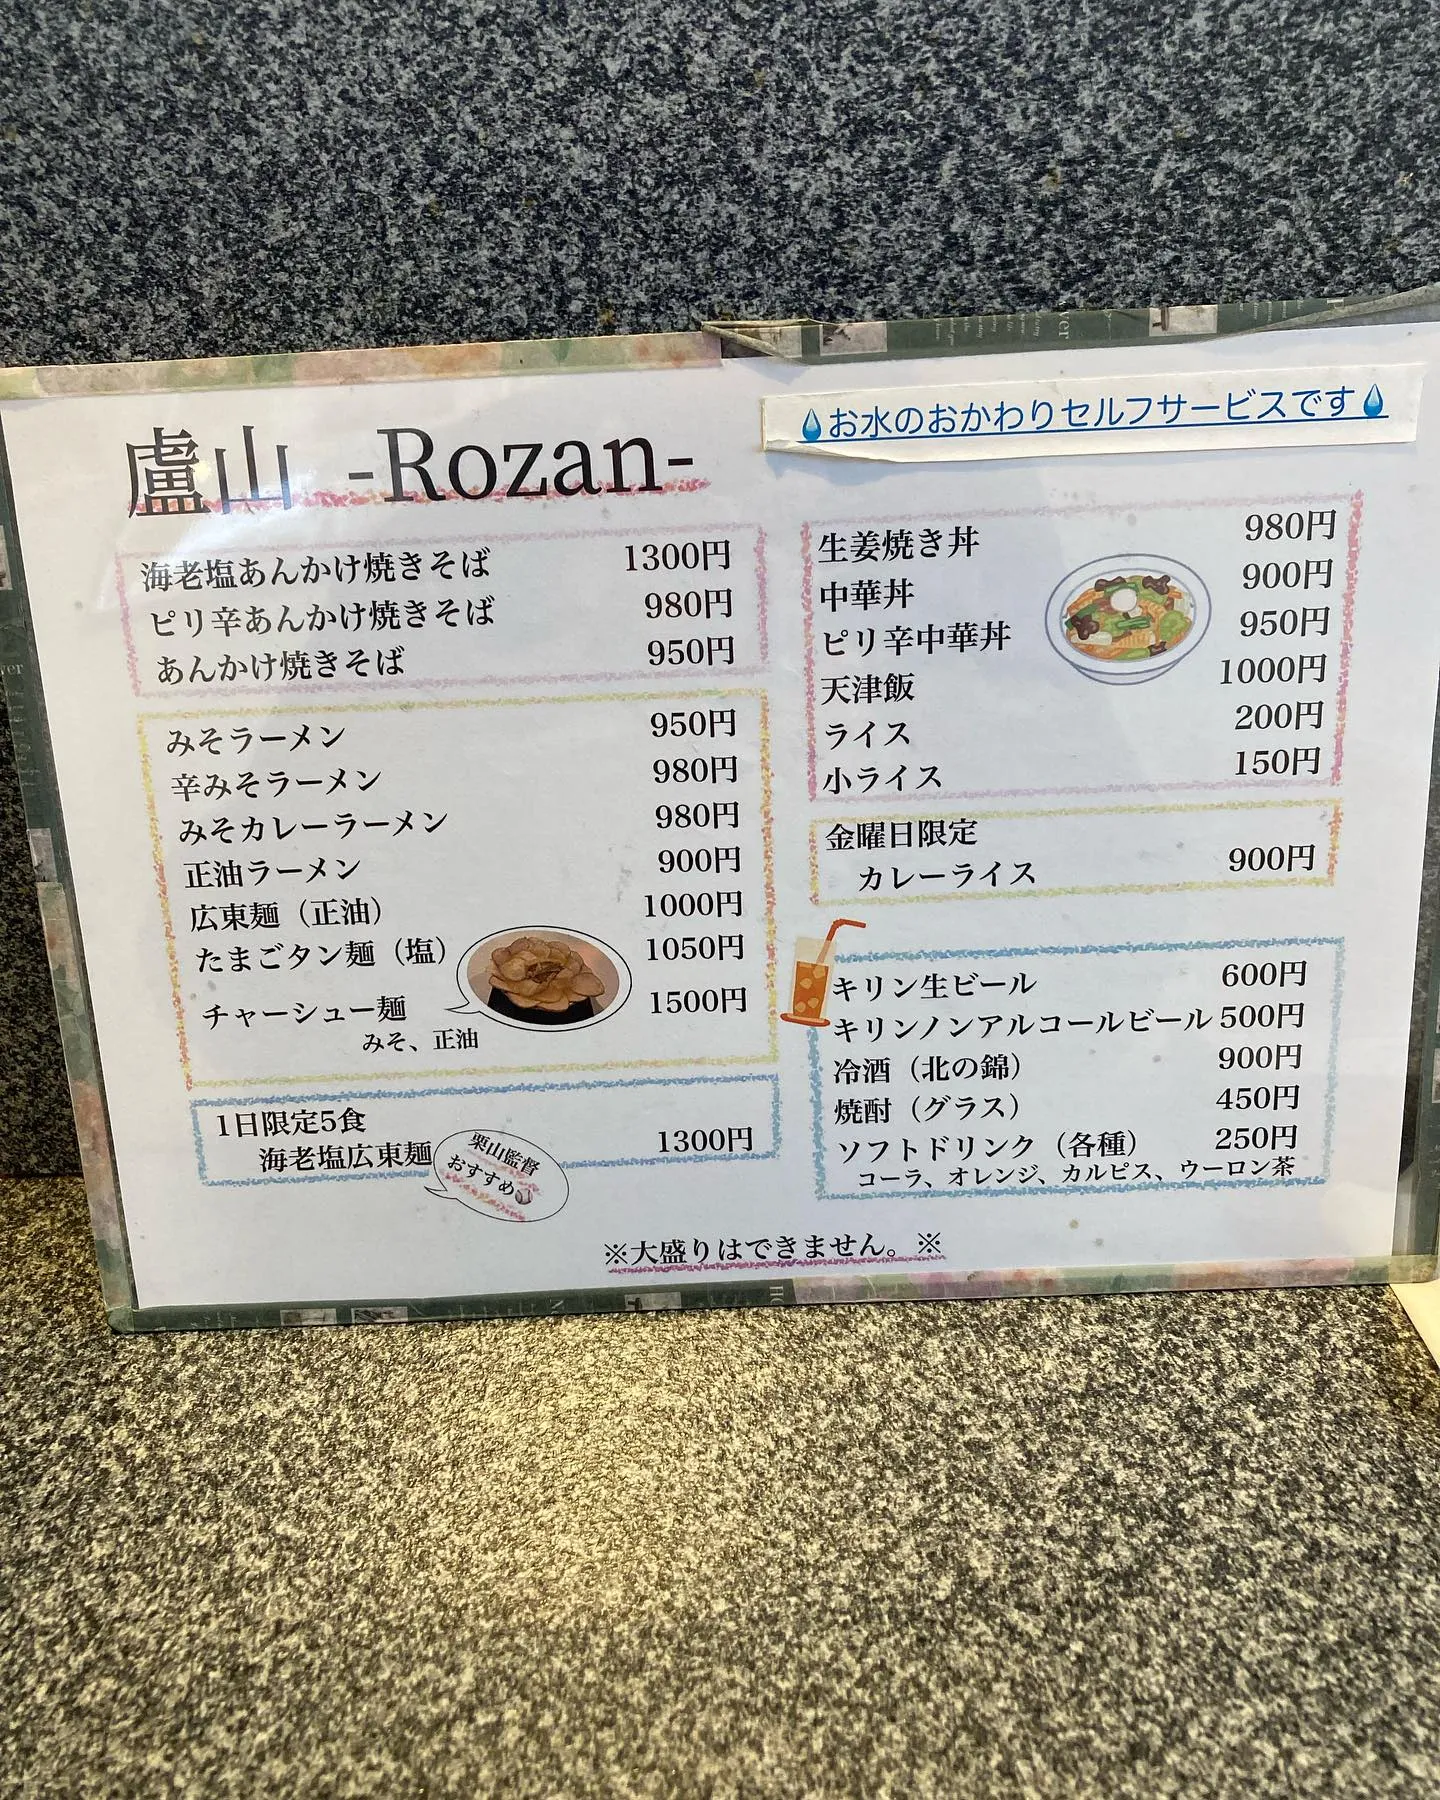 盧山 -Rozan-
お水のおかわりセルフサービスです
海老塩あんかけ焼きそば 1300円
ピリ辛あんかけ焼きそば 980円
あんかけ焼きそば 950円
みそラーメン 950円
辛みそラーメン 980円
みそカレーラーメン 980円
正油ラーメン 900円
広東麺（正油） 1000円
たまごタン麺（塩） 1050円
チャーシュー麺 1500円
みそ、正油
1日限定5食
海老塩広東麺 1300円
栗山監督
おすすめ
生姜焼き丼 980円
中華丼 900円
ピリ辛中華丼 950円
天津飯 1000円
ライス 200円
小ライス 150円
金曜日限定
カレーライス 900円
キリン生ビール 600円
キリンノンアルコールビール 500円
冷酒（北の錦） 900円
焼酎（グラス） 450円
ソフトドリンク（各種） 250円
コーラ、オレンジ、カルピス、ウーロン茶
※大盛りはできません。※